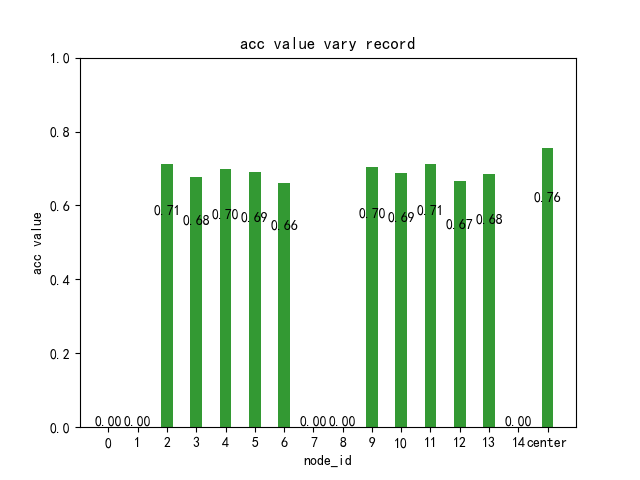 acc value vary record
1.0
0.8
0.6
0.4
0.2
0.0
acc value
0.00 0.00 0.71 0.68 0.70 0.69 0.66 0.00 0.00 0.70 0.69 0.71 0.67 0.68 0.00 0.76
0 1 2 3 4 5 6 7 8 9 10 11 12 13 14 center
node_id